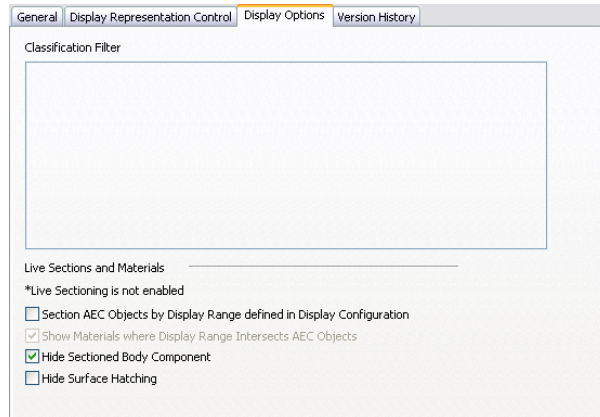 General Display Representation Control Display Options Version History
Classification Filter
Live Sections and Materials
*Live Sectioning is not enabled
Section AEC Objects by Display Range defined in Display Configuration
Show Materials where Display Range Intersects AEC Objects
Hide Sectioned Body Component
Hide Surface Hatching